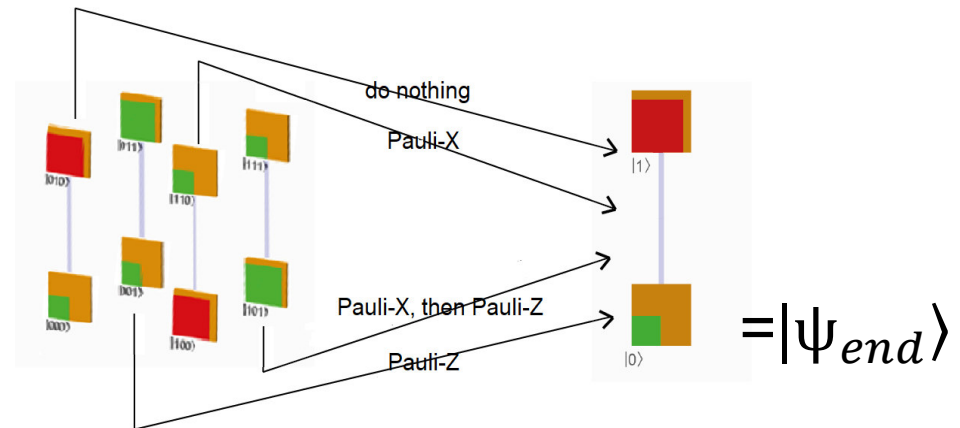 do nothing
Pauli-X
|011⟩
|111⟩
|010⟩
|110⟩
|1⟩
|001⟩
|101⟩
|000⟩
|100⟩
Pauli-X, then Pauli-Z
Pauli-Z
|0⟩
=|ψ_end⟩